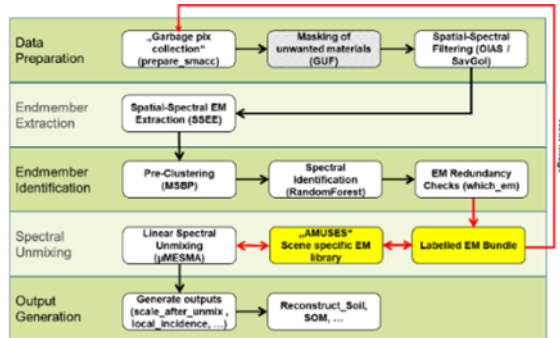 Data
Preparation
„Garbage pix
collection“
(prepare_smacc)
Masking of
unwanted materials
(GUF)
Spatial-Spectral
Filtering (OIAS /
SavGol)
Endmember
Extraction
Spatial-Spectral EM
Extraction (SSEE)
Endmember
Identification
Pre-Clustering
(MSBP)
Spectral
Identification
(RandomForest)
EM Redundancy
Checks (which_em)
Spectral
Unmixing
Linear Spectral
Unmixing
(µMESMA)
„AMUSES“
Scene specific EM
library
Labelled EM Bundle
Output
Generation
Generate outputs
(scale_after_unmix ,
local_incidence, ...)
Reconstruct_Soil,
SOM, ...